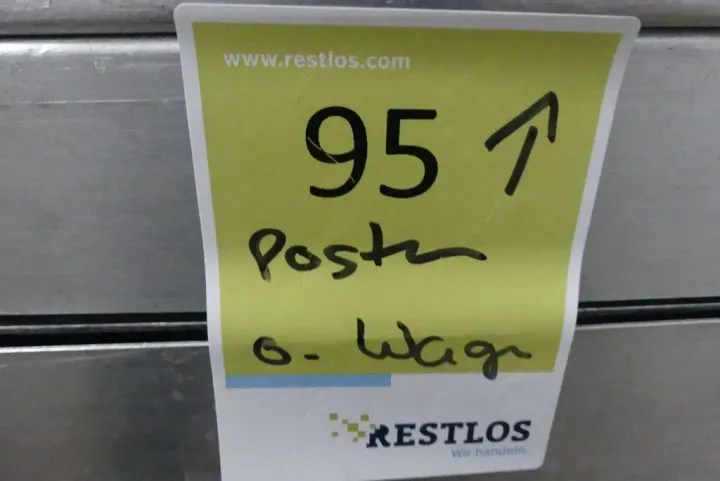 www.restlos.com
95
Posten
o. Wagen
RESTLOS
Wir handeln.